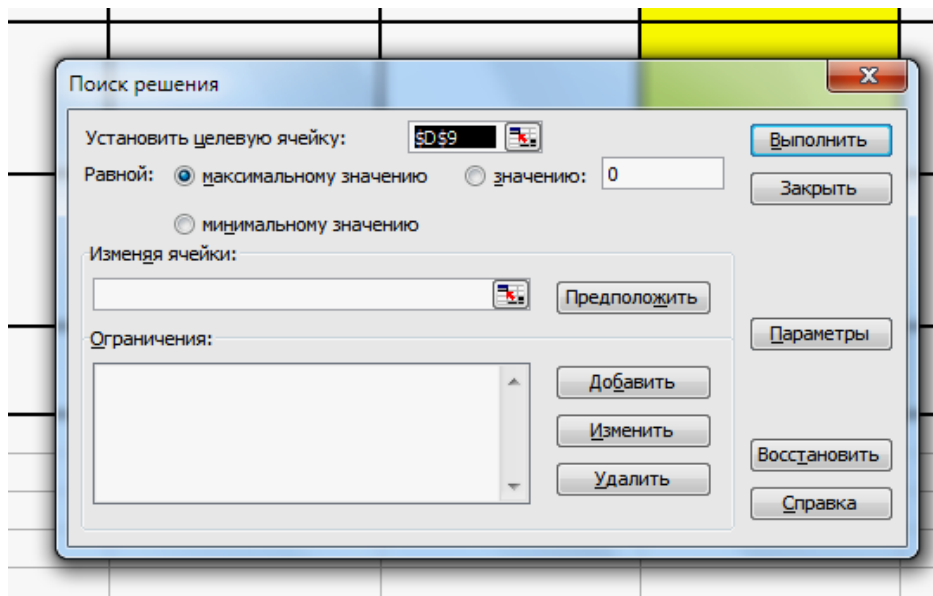 Поиск решения
Установить целевую ячейку: $D$9
Выполнить
Равной: максимальному значению значению: 0
Закрыть
минимальному значению
Изменяя ячейки:
Предположить
Параметры
Ограничения:
Добавить
Изменить
Удалить
Восстановить
Справка